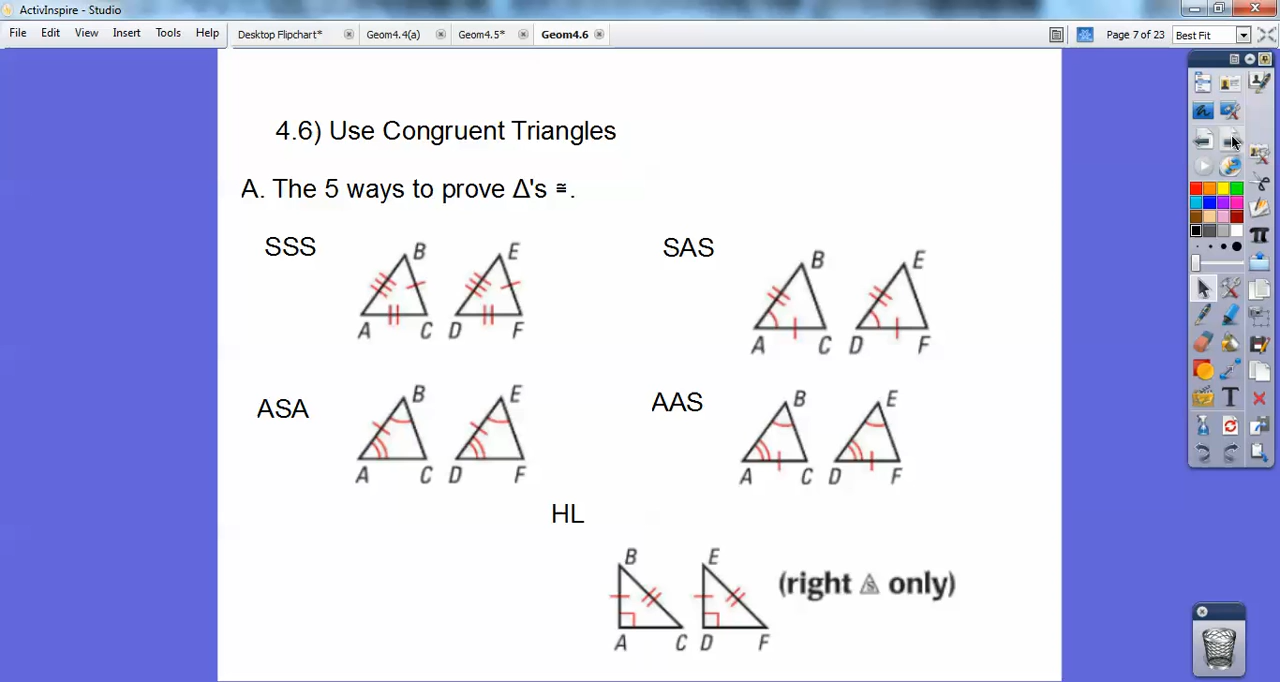 ActivInspire - Studio
File Edit View Insert Tools Help
Desktop Flipchart* Geom4.4(a) Geom4.5* Geom4.6
Page 7 of 23 Best Fit
4.6) Use Congruent Triangles
A. The 5 ways to prove Δ's ≅.
SSS
B E
A C D F
SAS
B E
A C D F
ASA
B E
A C D F
AAS
B E
A C D F
HL
B E
A C D F
(right △ only)
T